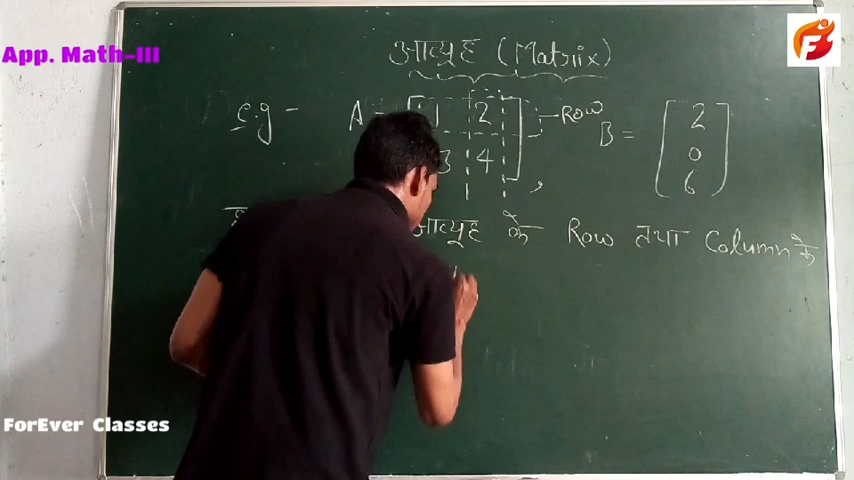 App. Math-III
आव्यूह (Matrix)
e.g - A = 1 2 Row B = 2
3 4 , 0
6
आव्यूह के Row तथा Column के
ForEver Classes